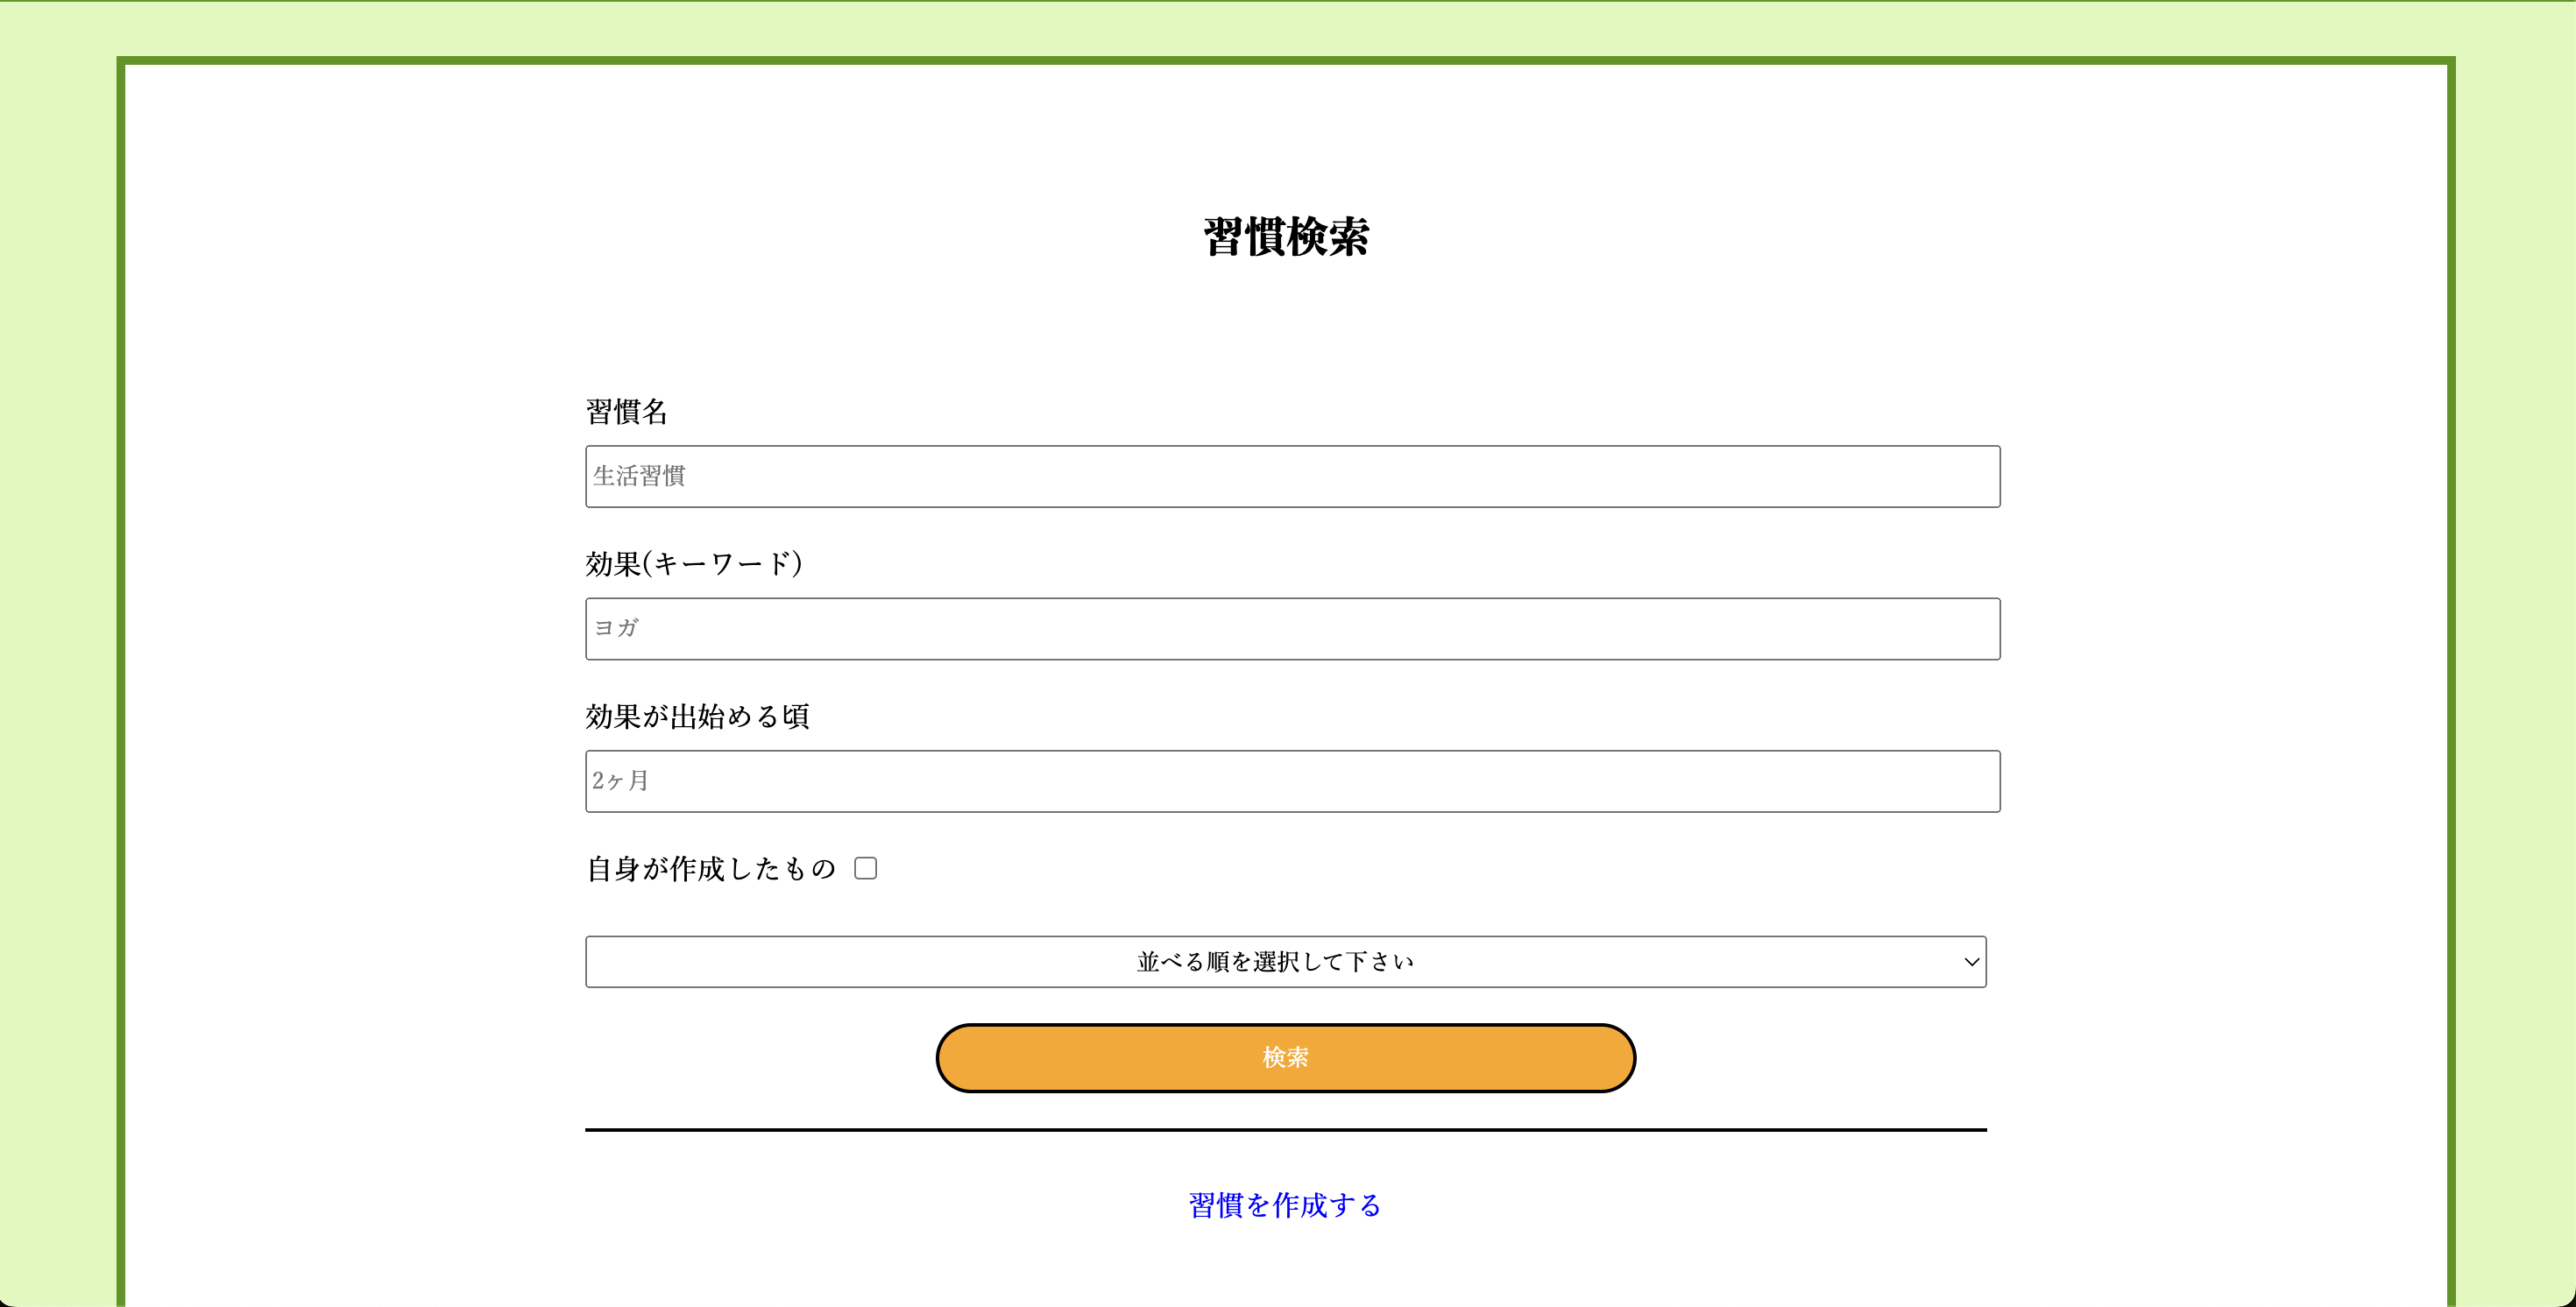 習慣検索
習慣名
生活習慣
効果(キーワード)
ヨガ
効果が出始める頃
2ヶ月
自身が作成したもの
並べる順を選択して下さい
検索
習慣を作成する